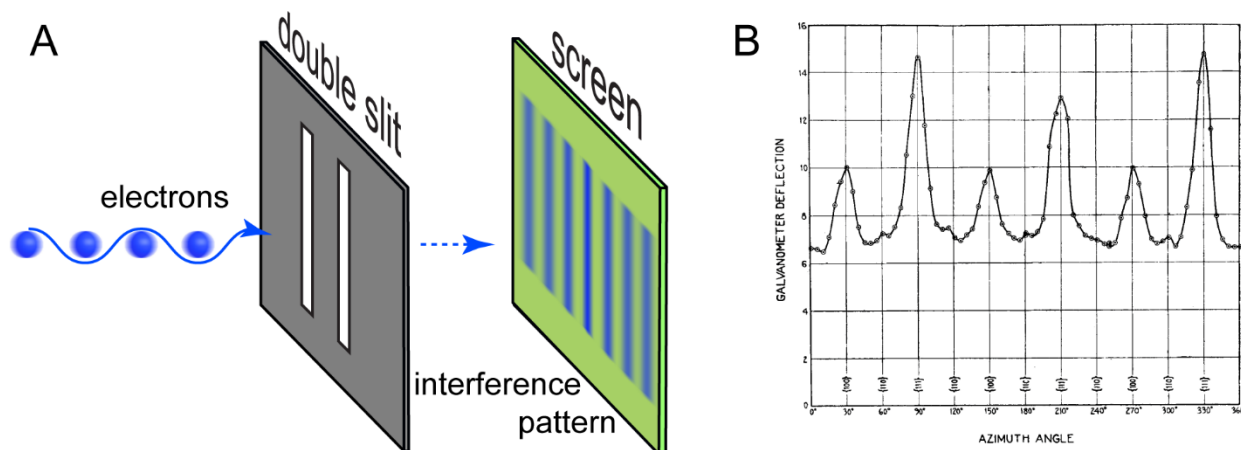 A
double slit
screen
electrons
interference
pattern
B
GALVANOMETER DEFLECTION
16
14
12
10
8
6
4
2
0
{100} {110} {111} {110} {100} {110} {111} {110} {100} {110} {111}
0° 30° 60° 90° 120° 150° 180° 210° 240° 270° 300° 330° 36
AZIMUTH ANGLE